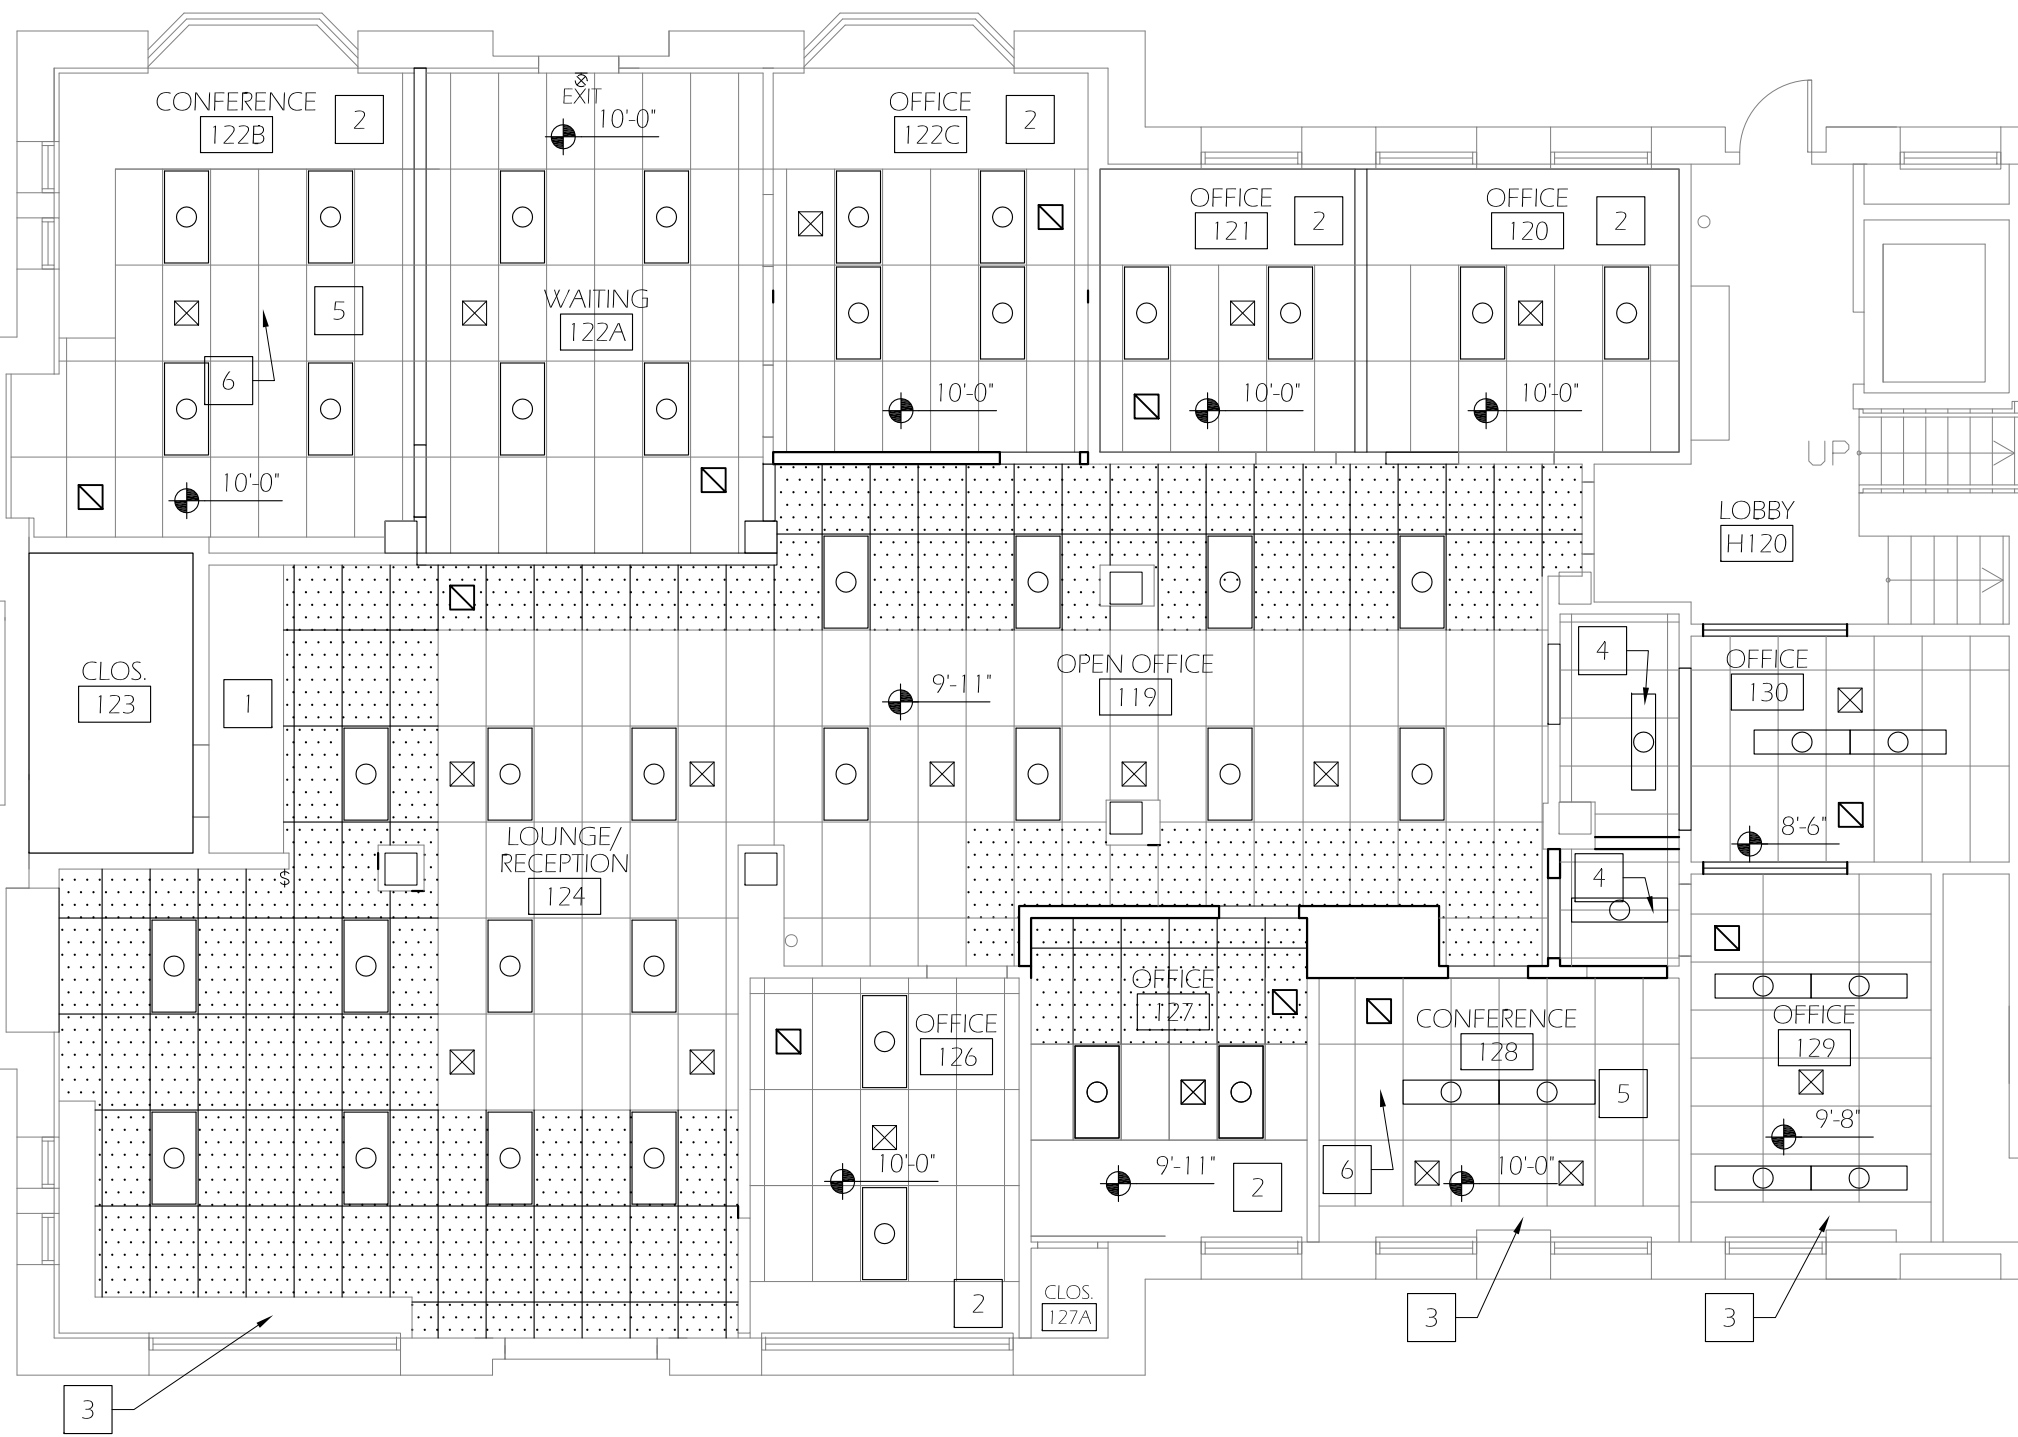 CONFERENCE
122B
2
EXIT
10'-0"
OFFICE
122C
2
OFFICE
121
2
OFFICE
120
2
5
WAITING
122A
6
10'-0"
10'-0"
10'-0"
10'-0"
UP
LOBBY
H120
CLOS.
123
1
9'-11"
OPEN OFFICE
119
4
OFFICE
130
8'-6"
LOUNGE/
RECEPTION
124
$
4
OFFICE
126
OFFICE
127
CONFERENCE
128
OFFICE
129
5
9'-8"
10'-0"
9'-11"
2
6
10'-0"
2
CLOS.
127A
3
3
3